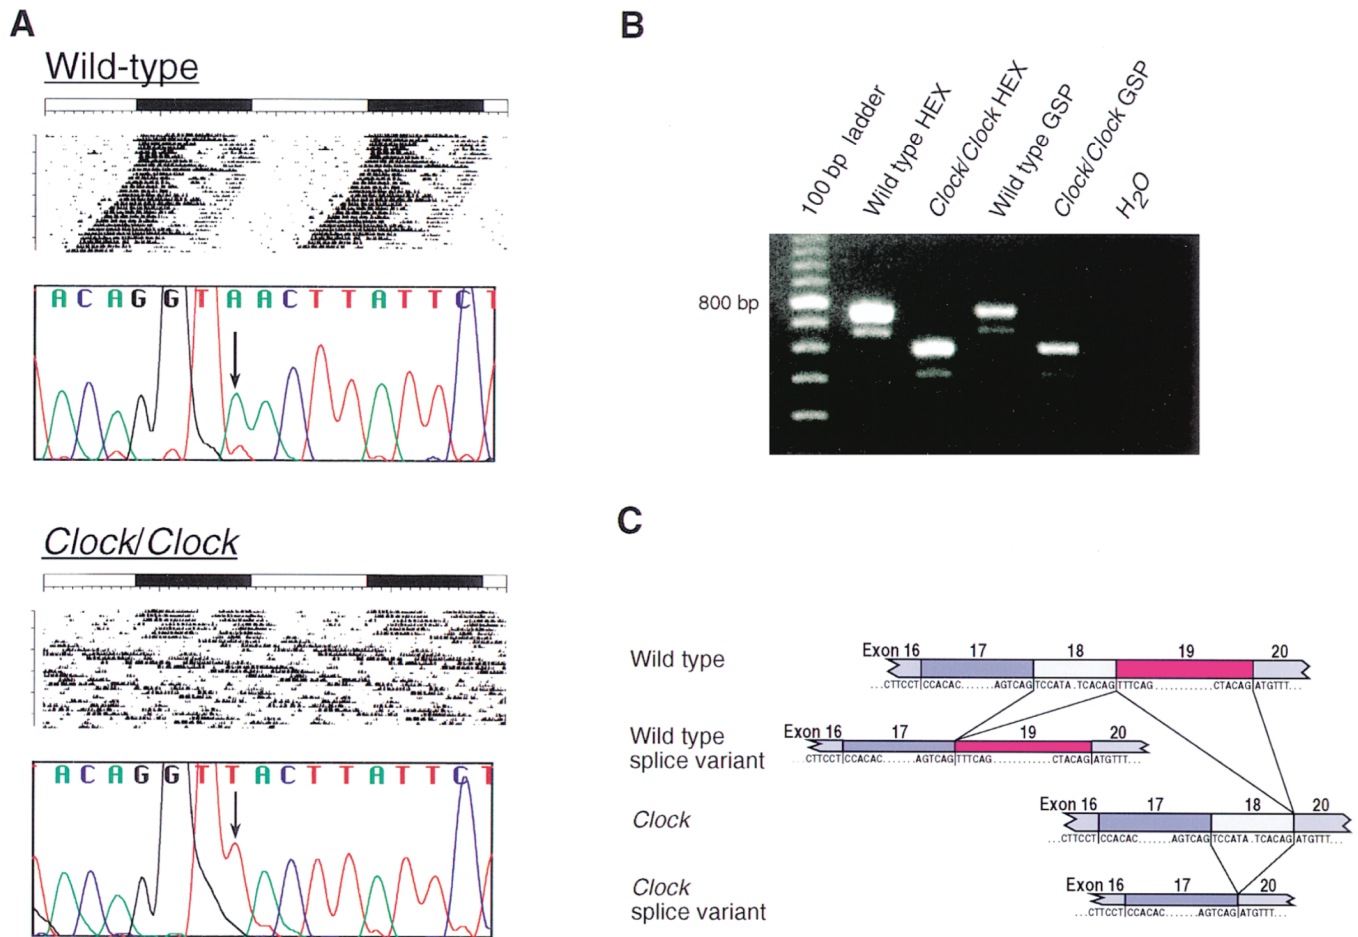 A
Wild-type
A C A G G T A A C T T A T T C T
Clock/Clock
A C A G G T T A C T T A T T C T
B
100 bp ladder
Wild type HEX
Clock/Clock HEX
Wild type GSP
Clock/Clock GSP
H2O
800 bp
C
Wild type
Exon 16 17 18 19 20
...CTTCCT CCACAC......AGTCAG TCCATA.TCACAG TTTCAG............CTACAG ATGTTT...
Wild type
splice variant
Exon 16 17 19 20
...CTTCCT CCACAC.......AGTCAG TTTCAG............CTACAG ATGTTT...
Clock
Exon 16 17 18 20
...CTTCCT CCACAC.......AGTCAG TCCATA.TCACAG ATGTTT...
Clock
splice variant
Exon 16 17 20
...CTTCCT CCACAC.......AGTCAG ATGTTT...